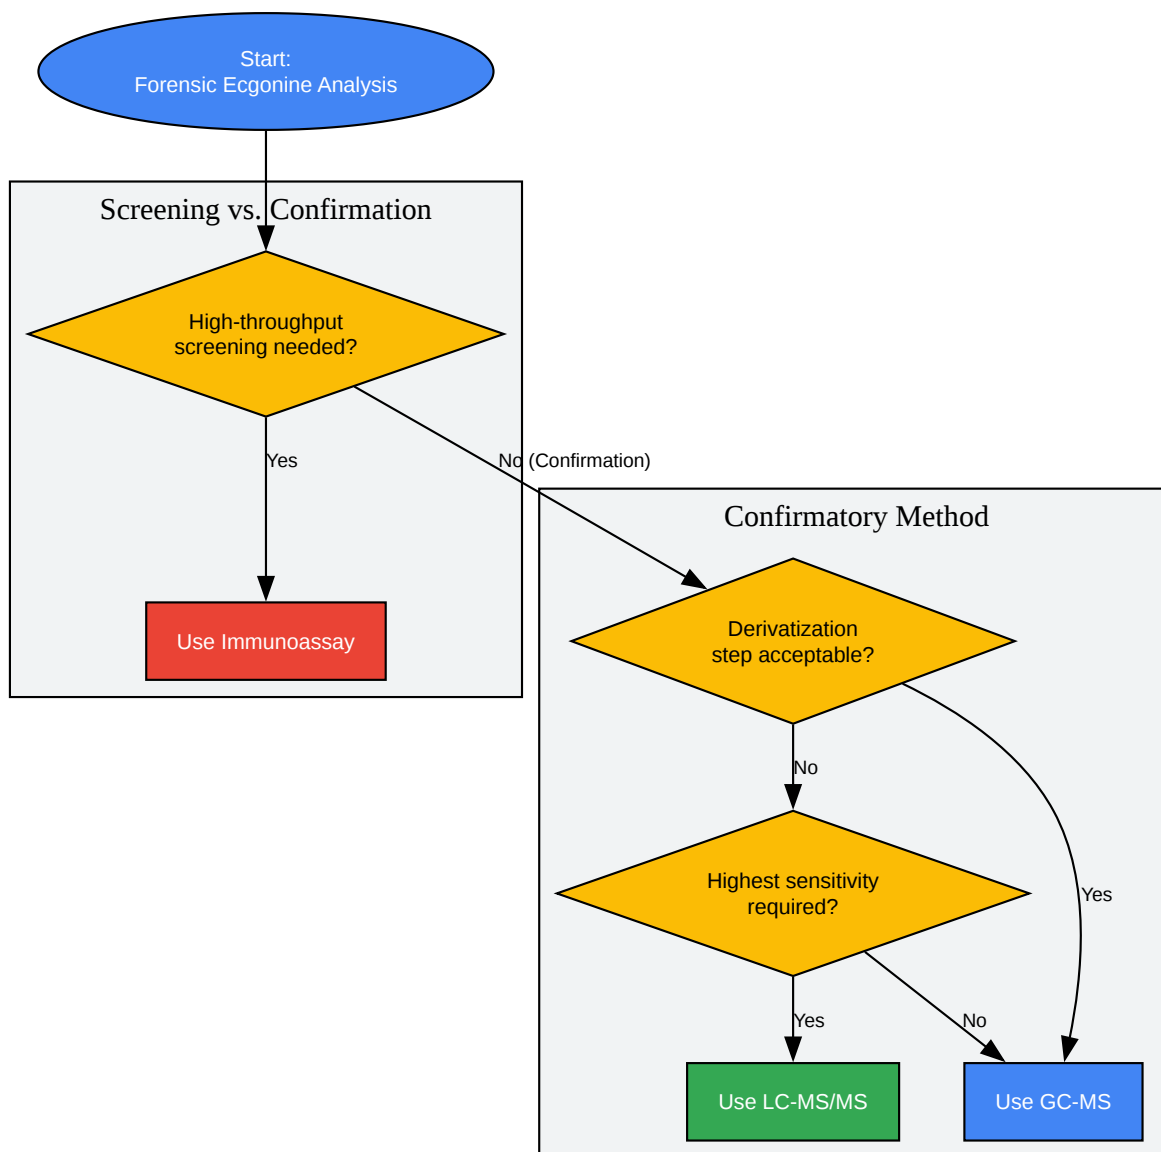 Start:
Forensic Ecgonine Analysis
Screening vs. Confirmation
High-throughput
screening needed?
Yes
No (Confirmation)
Use Immunoassay
Confirmatory Method
Derivatization
step acceptable?
No
Highest sensitivity
required?
Yes
Yes
No
Use LC-MS/MS
Use GC-MS